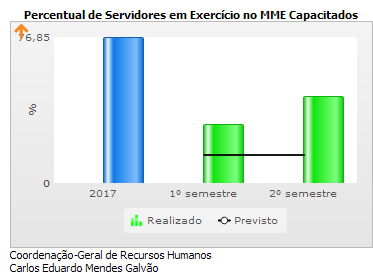 Percentual de Servidores em Exercício no MME Capacitados
76,85
%
0
2017 1º semestre 2º semestre
Realizado Previsto
Coordenação-Geral de Recursos Humanos
Carlos Eduardo Mendes Galvão